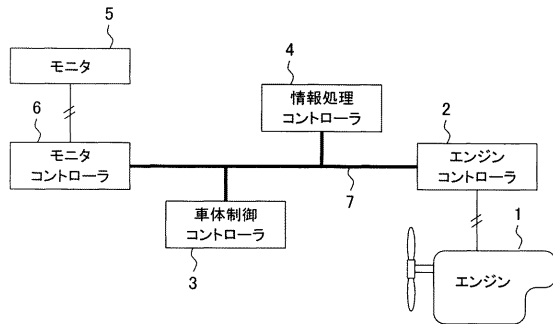 5
モニタ
4
情報処理
コントローラ
6
モニタ
コントローラ
2
エンジン
コントローラ
7
車体制御
コントローラ
3
1
エンジン